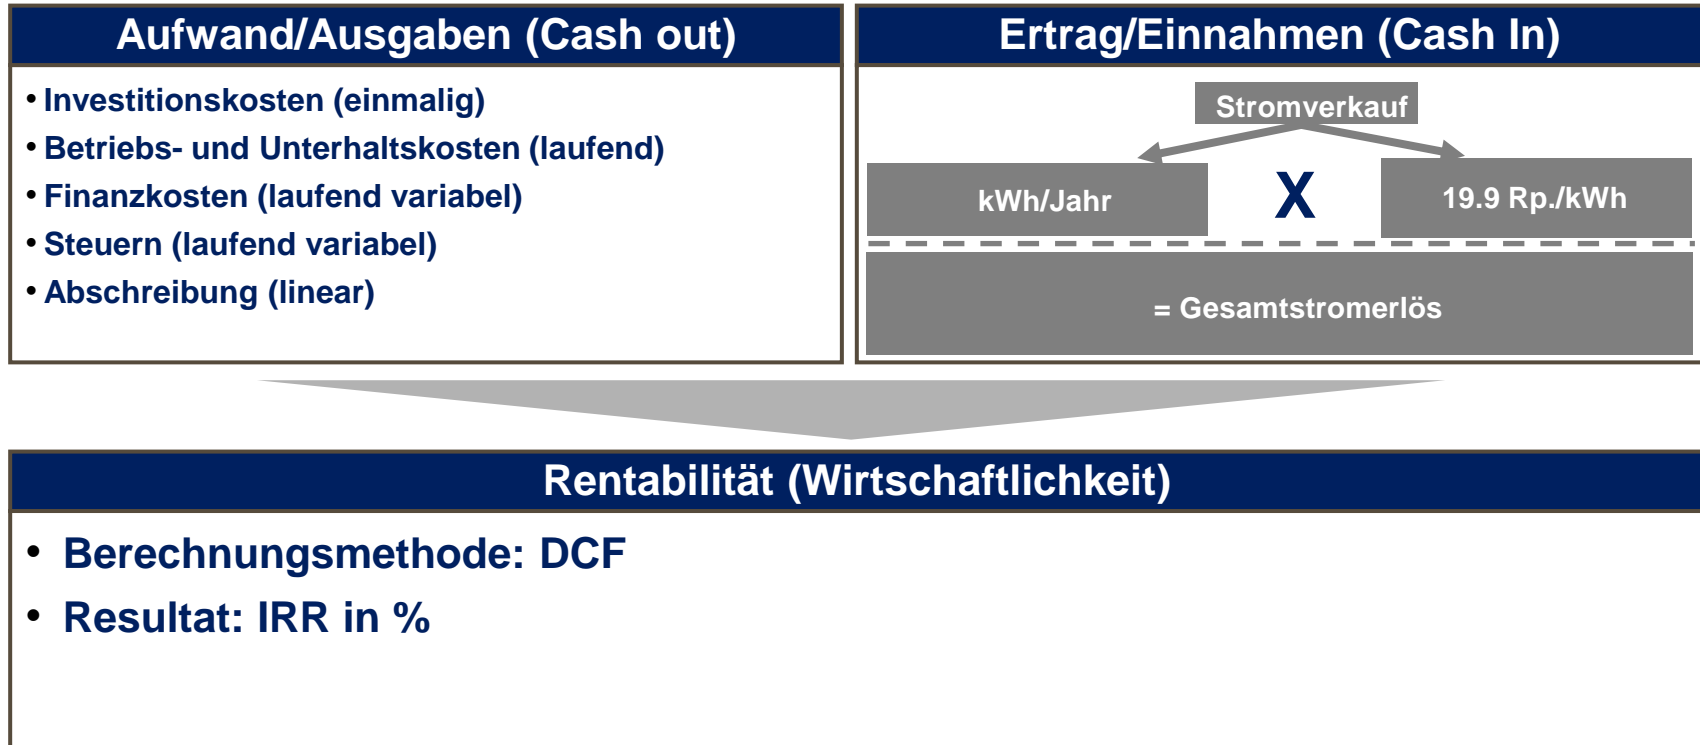 Aufwand/Ausgaben (Cash out)
• Investitionskosten (einmalig)
• Betriebs- und Unterhaltskosten (laufend)
• Finanzkosten (laufend variabel)
• Steuern (laufend variabel)
• Abschreibung (linear)
Ertrag/Einnahmen (Cash In)
Stromverkauf
kWh/Jahr X 19.9 Rp./kWh
= Gesamtstromerlös
Rentabilität (Wirtschaftlichkeit)
• Berechnungsmethode: DCF
• Resultat: IRR in %